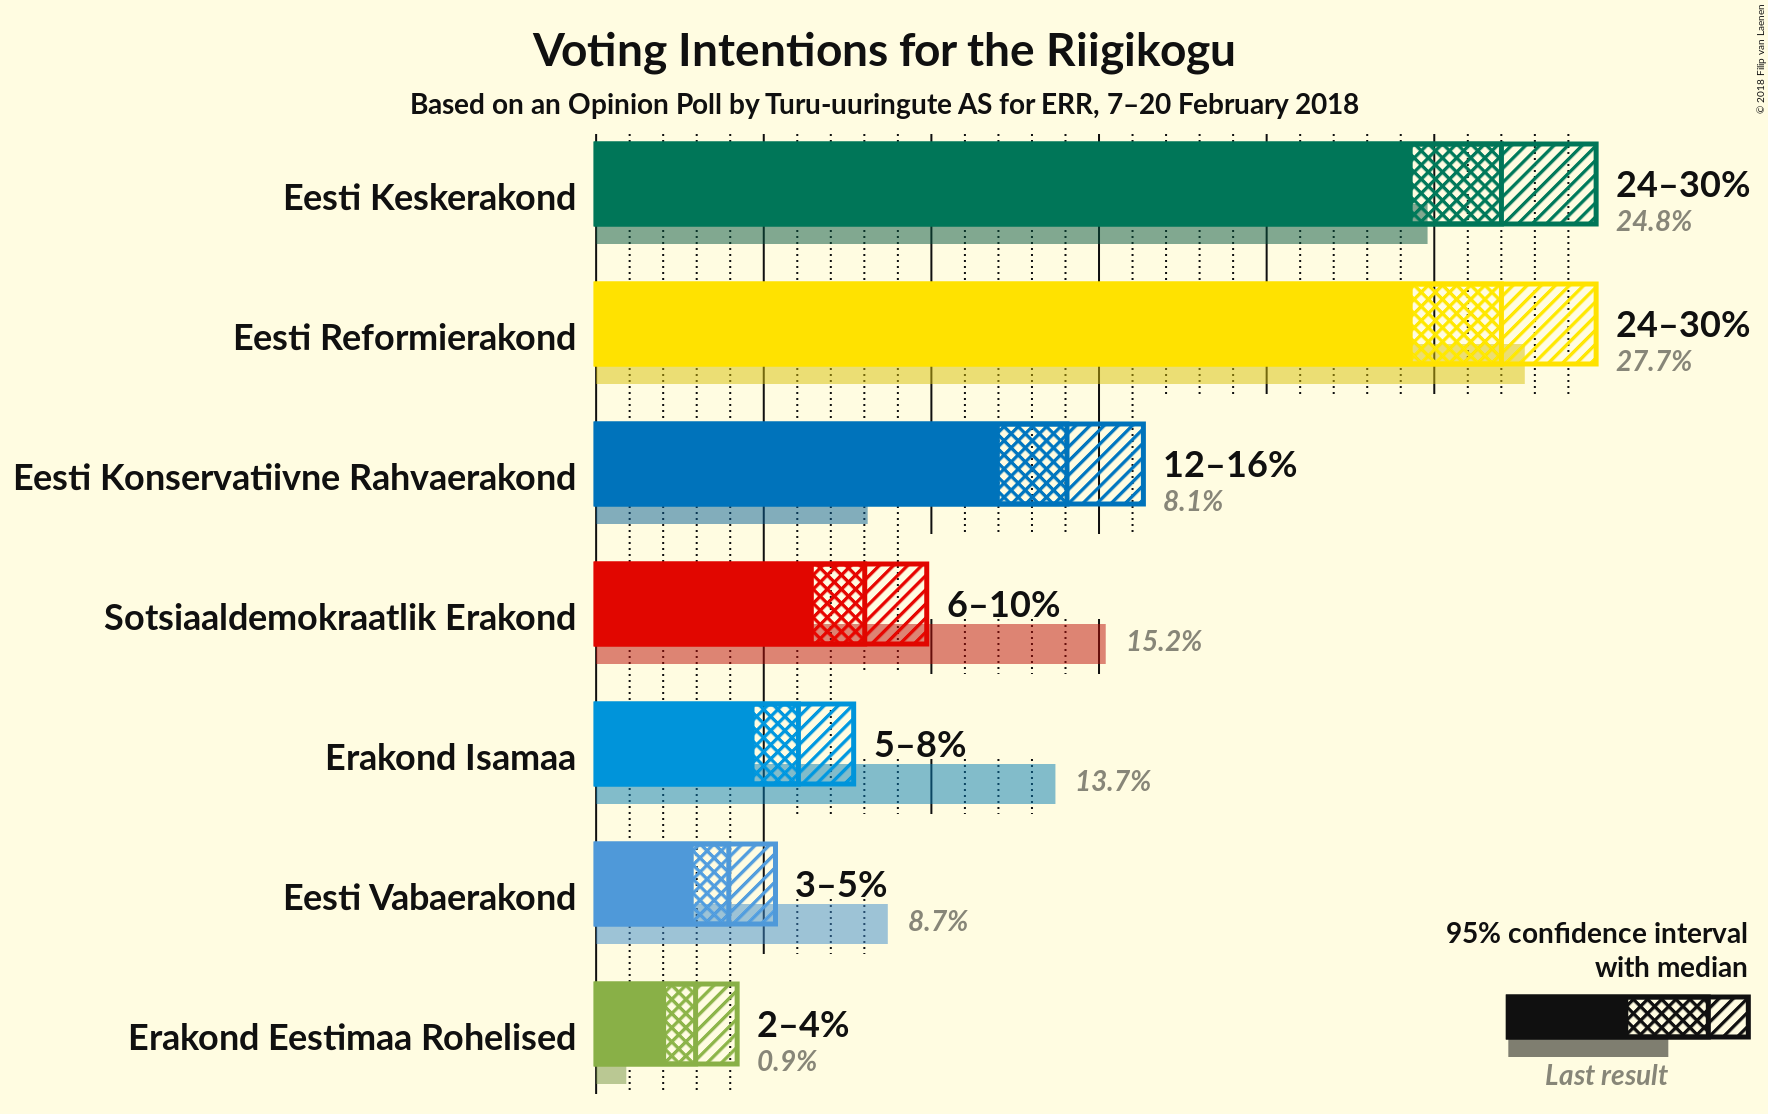 Voting Intentions for the Riigikogu
Based on an Opinion Poll by Turu-uuringute AS for ERR, 7–20 February 2018
© 2018 Filip van Laenen
Eesti Keskerakond
24–30%
24.8%
Eesti Reformierakond
24–30%
27.7%
Eesti Konservatiivne Rahvaerakond
12–16%
8.1%
Sotsiaaldemokraatlik Erakond
6–10%
15.2%
Erakond Isamaa
5–8%
13.7%
Eesti Vabaerakond
3–5%
8.7%
Erakond Eestimaa Rohelised
2–4%
0.9%
95% confidence interval
with median
Last result